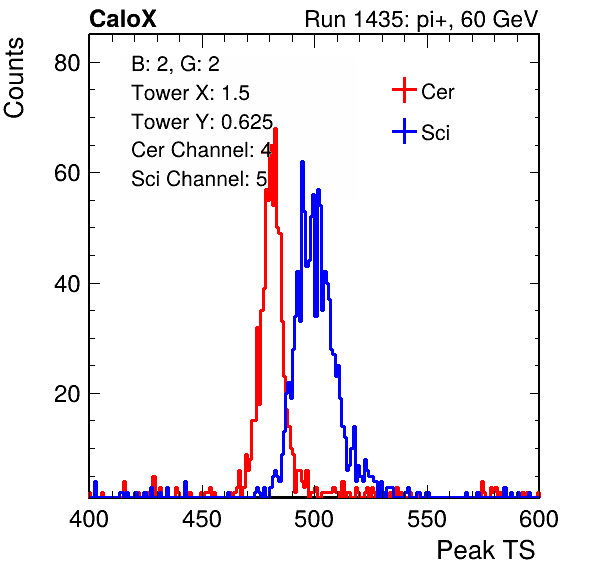 CaloX Run 1435: pi+, 60 GeV
Counts
B: 2, G: 2
Tower X: 1.5
Tower Y: 0.625
Cer Channel: 4
Sci Channel: 5
Cer
Sci
80
60
40
20
400 450 500 550 600
Peak TS